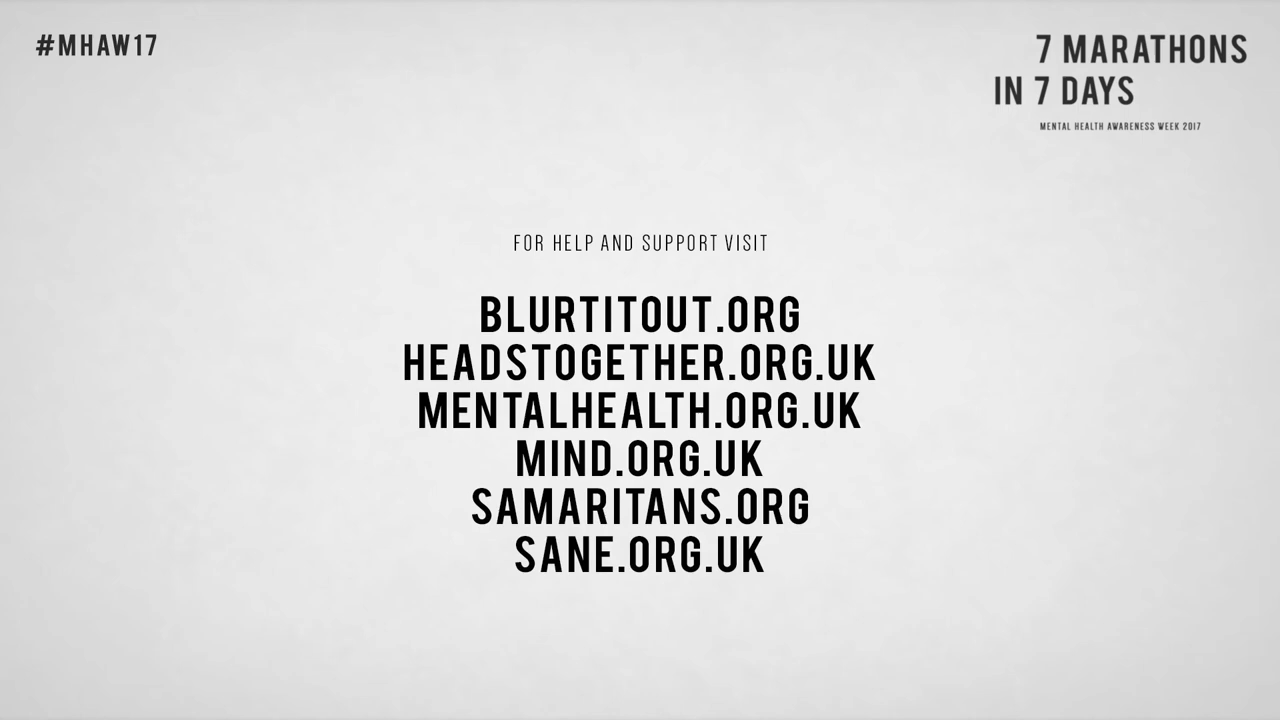 #MHAW17
7 MARATHONS
IN 7 DAYS
MENTAL HEALTH AWARENESS WEEK 2017
FOR HELP AND SUPPORT VISIT
BLURTITOUT.ORG
HEADSTOGETHER.ORG.UK
MENTALHEALTH.ORG.UK
MIND.ORG.UK
SAMARITANS.ORG
SANE.ORG.UK